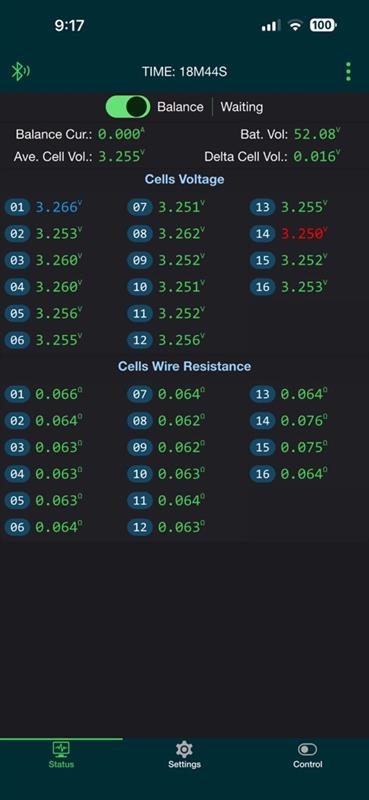 9:17
100
TIME: 18M44S
Balance | Waiting
Balance Cur.: 0.000A Bat. Vol: 52.08V
Ave. Cell Vol.: 3.255V Delta Cell Vol.: 0.016V
Cells Voltage
01 3.266V 07 3.251V 13 3.255V
02 3.253V 08 3.262V 14 3.250V
03 3.260V 09 3.252V 15 3.252V
04 3.260V 10 3.251V 16 3.253V
05 3.256V 11 3.252V
06 3.255V 12 3.256V
Cells Wire Resistance
01 0.066Ω 07 0.064Ω 13 0.064Ω
02 0.064Ω 08 0.062Ω 14 0.076Ω
03 0.063Ω 09 0.062Ω 15 0.075Ω
04 0.063Ω 10 0.063Ω 16 0.064Ω
05 0.063Ω 11 0.064Ω
06 0.064Ω 12 0.063Ω
Status Settings Control